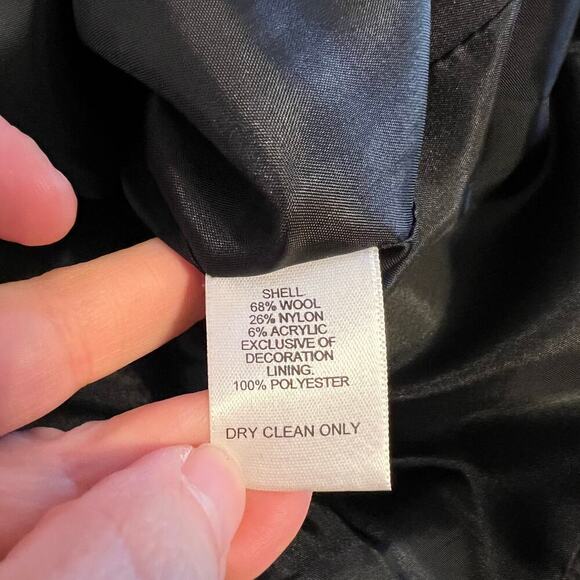 SHELL.
68% WOOL
26% NYLON
6% ACRYLIC
EXCLUSIVE OF
DECORATION
LINING.
100% POLYESTER
DRY CLEAN ONLY